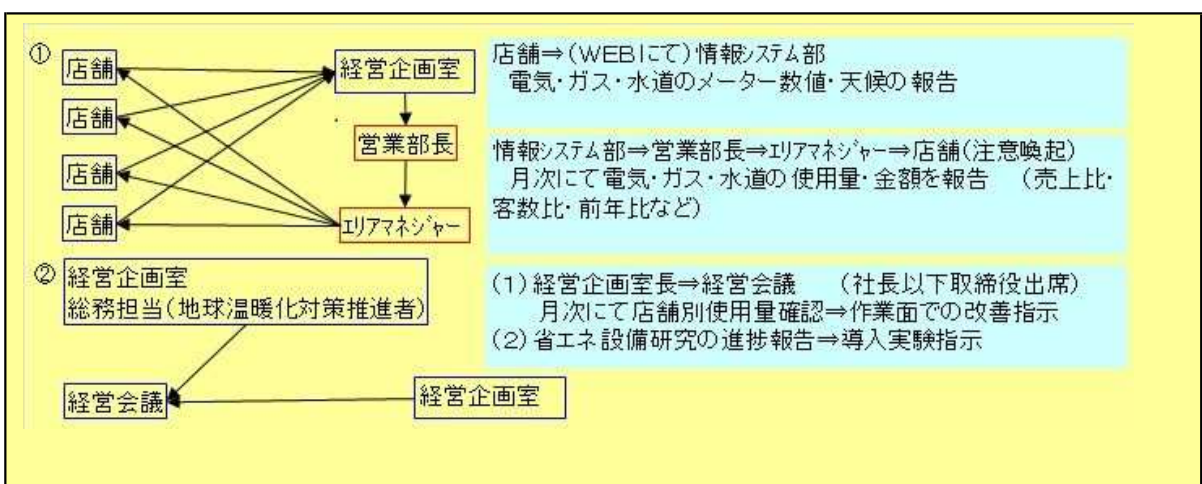 ①
店舗
店舗
店舗
店舗
経営企画室
営業部長
エリアマネジャー
店舗⇒(WEBにて)情報システム部
電気・ガス・水道のメーター数値・天候の報告
情報システム部⇒営業部長⇒エリアマネジャー⇒店舗(注意喚起)
月次にて電気・ガス・水道の使用量・金額を報告 (売上比・
客数比・前年比など)
②
経営企画室
総務担当(地球温暖化対策推進者)
経営会議
経営企画室
(1)経営企画室長⇒経営会議 (社長以下取締役出席)
月次にて店舗別使用量確認⇒作業面での改善指示
(2)省エネ設備研究の進捗報告⇒導入実験指示